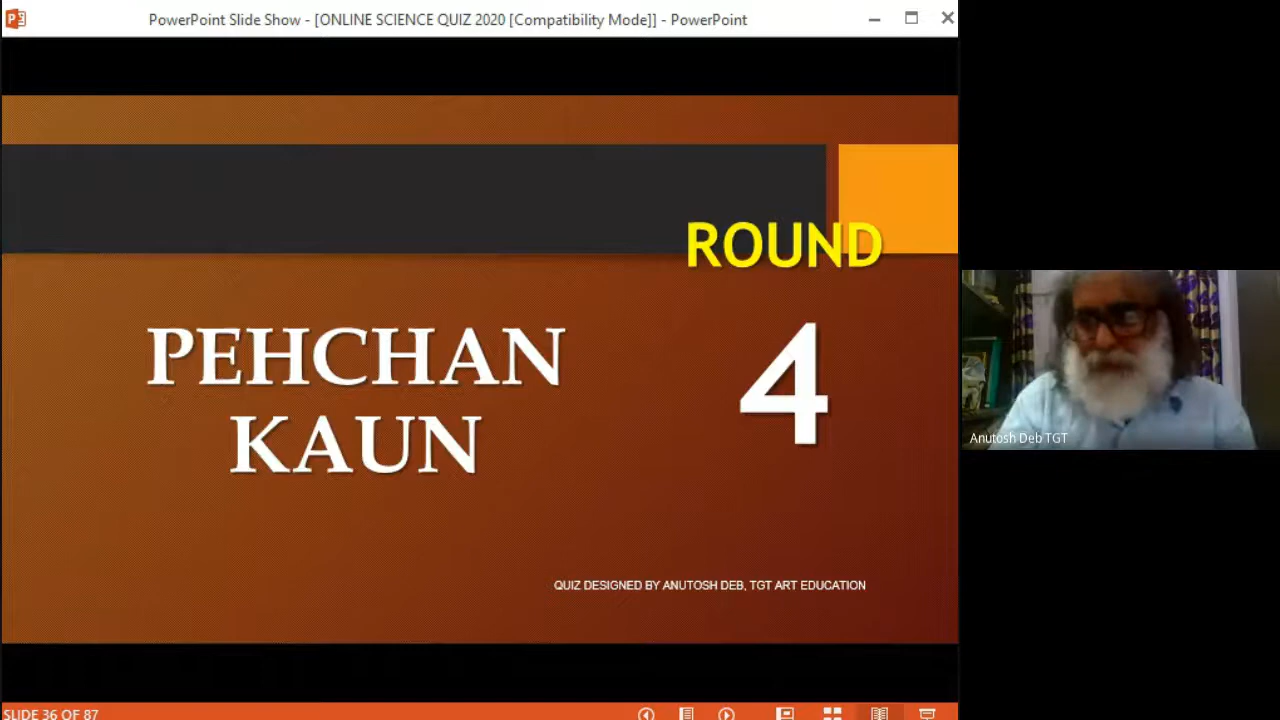 PowerPoint Slide Show - [ONLINE SCIENCE QUIZ 2020 [Compatibility Mode]] - PowerPoint
ROUND
PEHCHAN
KAUN
4
QUIZ DESIGNED BY ANUTOSH DEB, TGT ART EDUCATION
Anutosh Deb TGT
SLIDE 36 OF 87